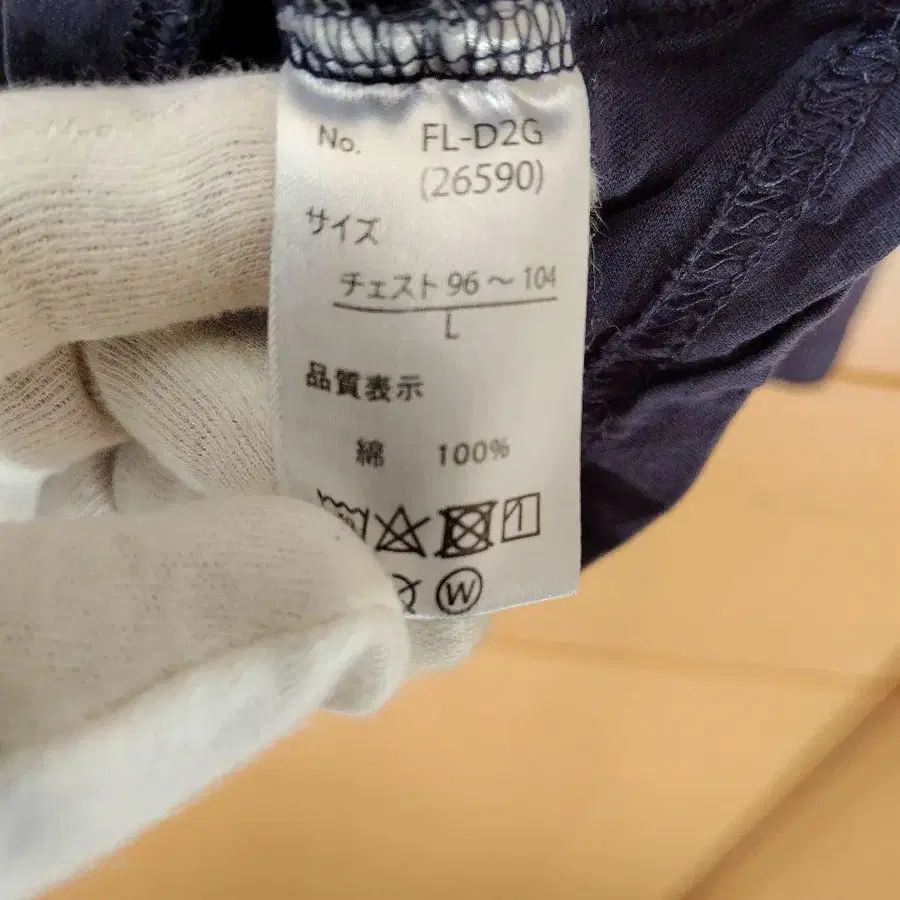 No. FL-D2G
(26590)
サイズ
チェスト 96 ～ 104
L
品質表示
綿 100%
W